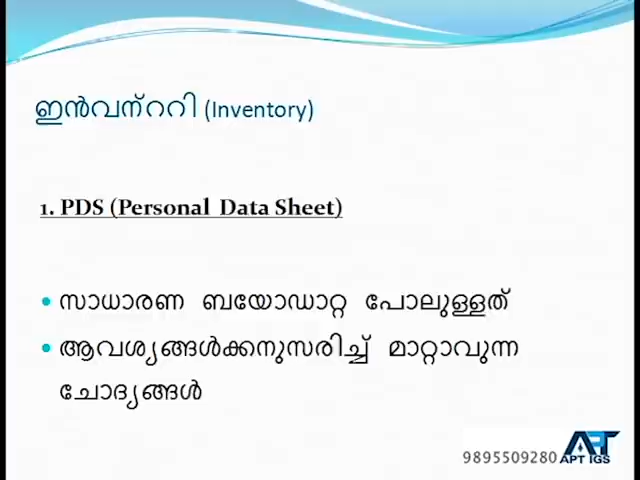 ഇൻവന്ററി (Inventory)
1. PDS (Personal Data Sheet)
• സാധാരണ ബയോഡാറ്റ പോലുള്ളത്
• ആവശ്യങ്ങൾക്കനുസരിച്ച് മാറ്റാവുന്ന
ചോദ്യങ്ങൾ
9895509280 APT IGS